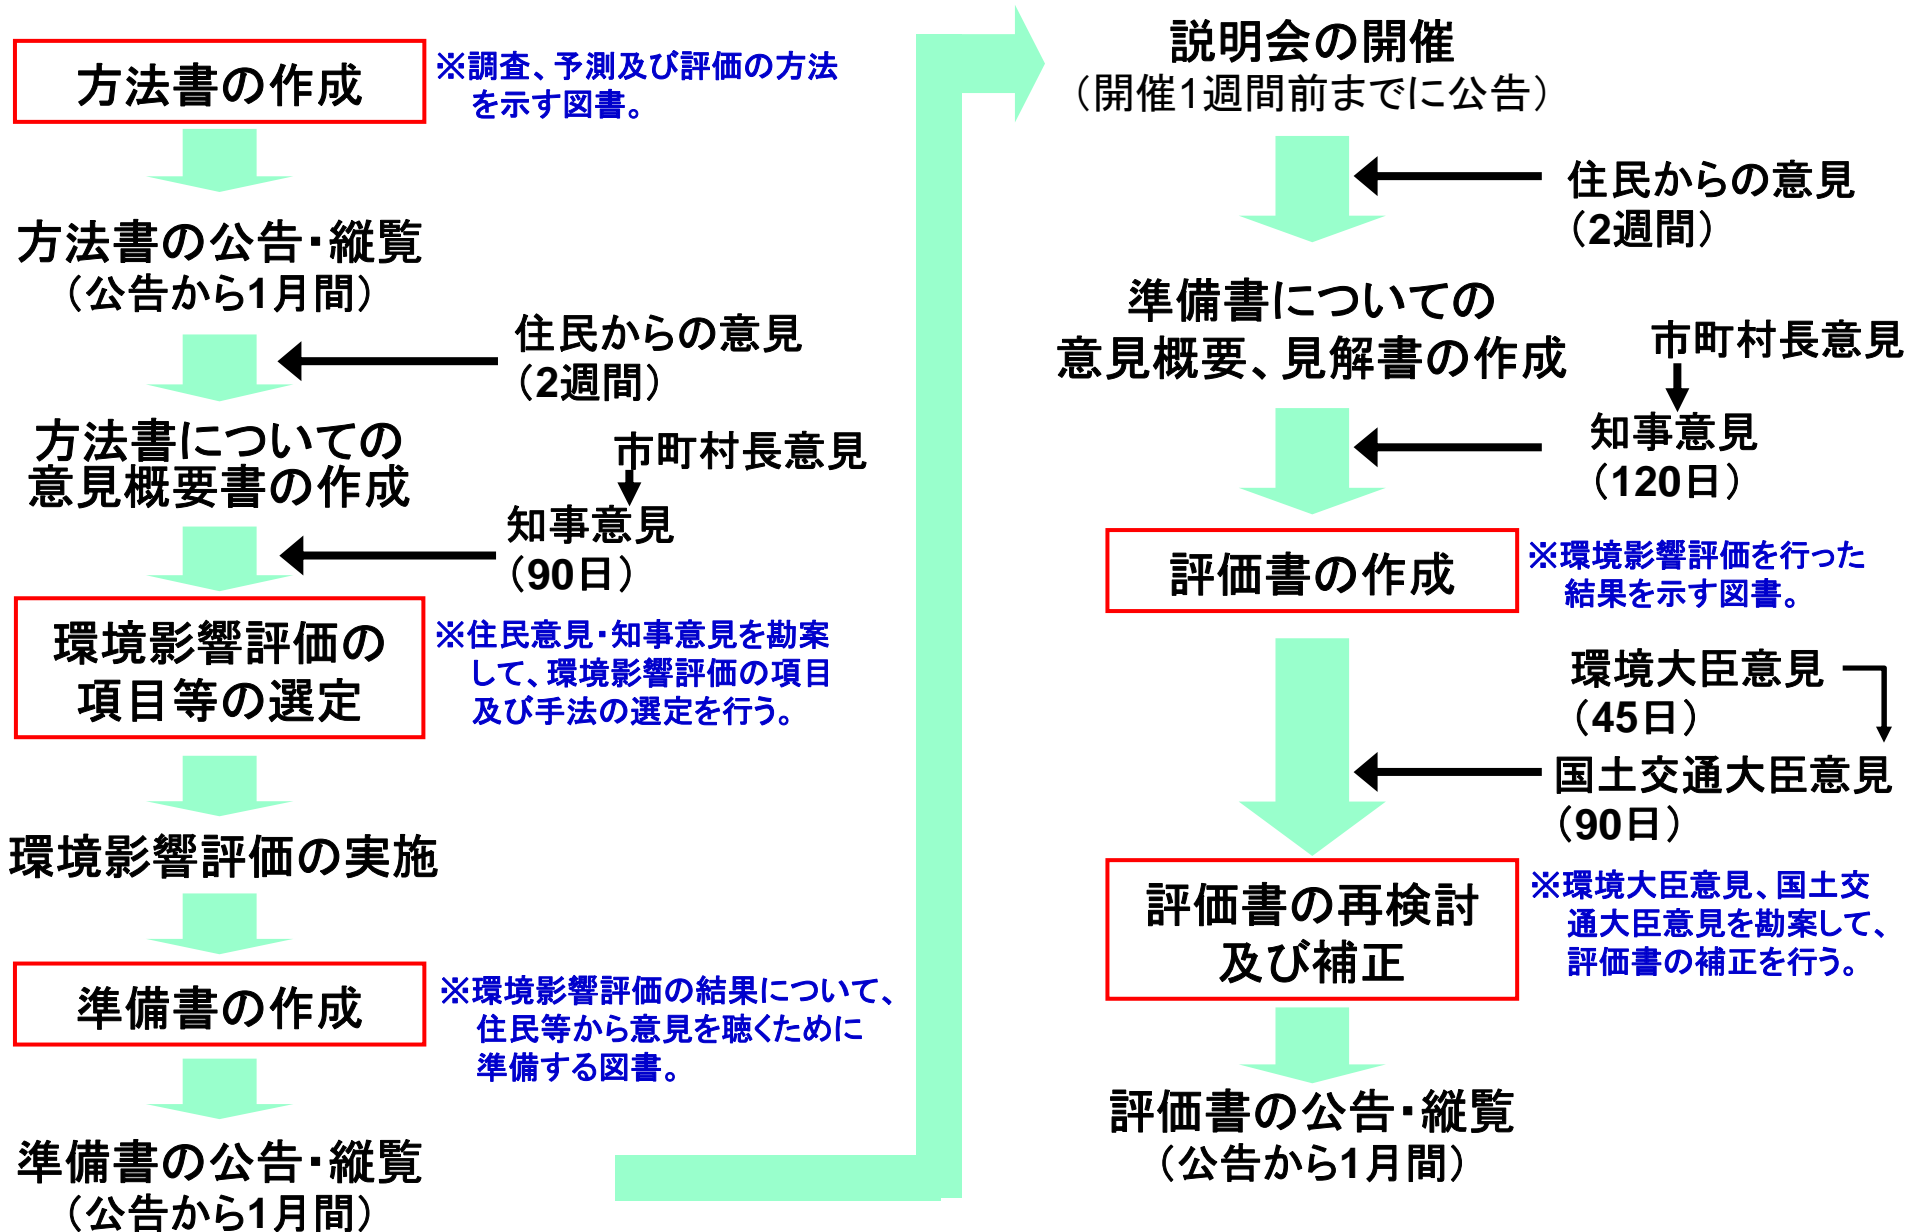 方法書の作成
※調査、予測及び評価の方法
を示す図書。
方法書の公告・縦覧
（公告から1月間）
住民からの意見
（2週間）
方法書についての
意見概要書の作成
市町村長意見
知事意見
（90日）
環境影響評価の
項目等の選定
※住民意見・知事意見を勘案
して、環境影響評価の項目
及び手法の選定を行う。
環境影響評価の実施
準備書の作成
※環境影響評価の結果について、
住民等から意見を聴くために
準備する図書。
準備書の公告・縦覧
（公告から1月間）
説明会の開催
（開催1週間前までに公告）
住民からの意見
（2週間）
準備書についての
意見概要、見解書の作成
市町村長意見
知事意見
（120日）
評価書の作成
※環境影響評価を行った
結果を示す図書。
環境大臣意見
（45日）
国土交通大臣意見
（90日）
評価書の再検討
及び補正
※環境大臣意見、国土交
通大臣意見を勘案して、
評価書の補正を行う。
評価書の公告・縦覧
（公告から1月間）